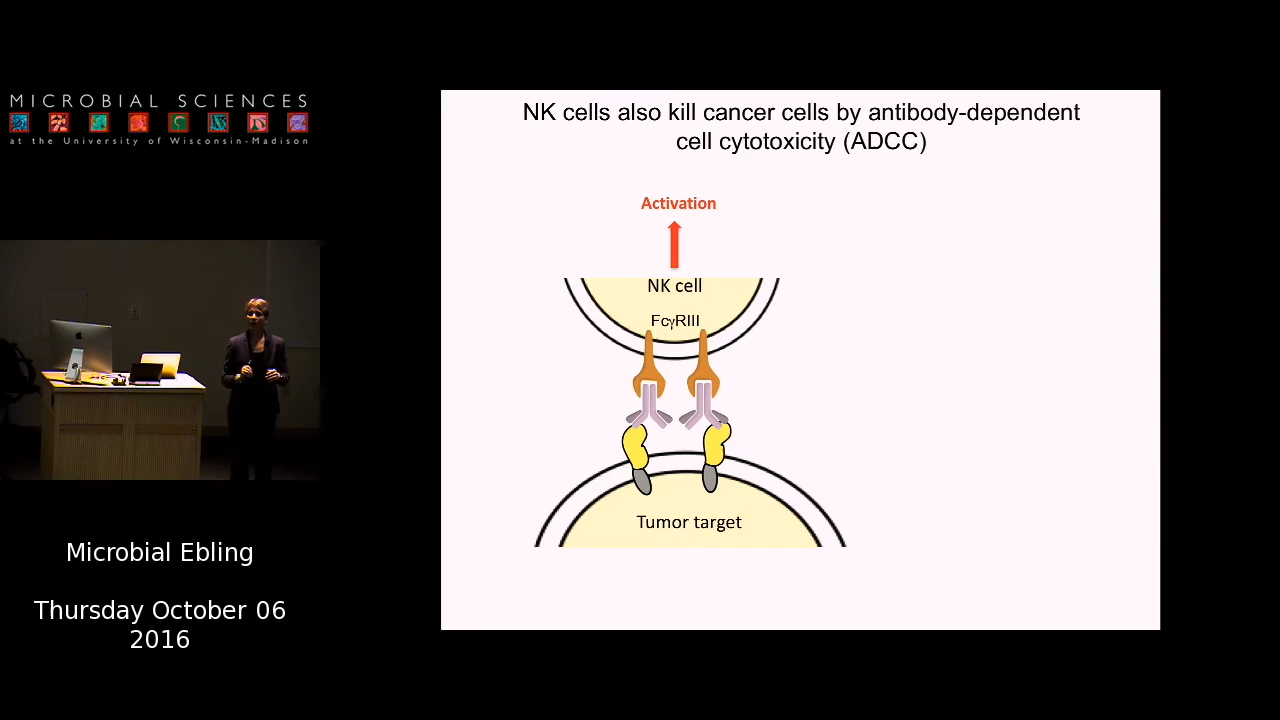 MICROBIAL SCIENCES
at the University of Wisconsin-Madison
Microbial Ebling
Thursday October 06
2016
NK cells also kill cancer cells by antibody-dependent
cell cytotoxicity (ADCC)
Activation
NK cell
FcγRIII
Tumor target